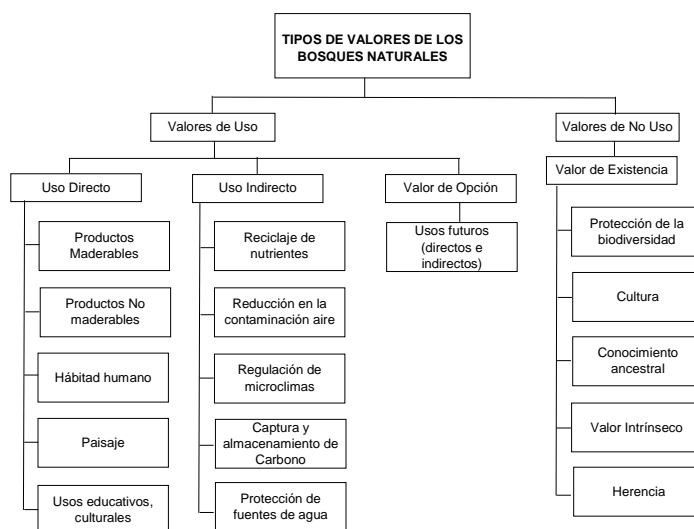 TIPOS DE VALORES DE LOS
BOSQUES NATURALES
Valores de Uso
Valores de No Uso
Uso Directo
Uso Indirecto
Valor de Opción
Valor de Existencia
Productos
Maderables
Productos No
maderables
Hábitad humano
Paisaje
Usos educativos,
culturales
Reciclaje de
nutrientes
Reducción en la
contaminación aire
Regulación de
microclimas
Captura y
almacenamiento de
Carbono
Protección de
fuentes de agua
Usos futuros
(directos e
indirectos)
Protección de la
biodiversidad
Cultura
Conocimiento
ancestral
Valor Intrínseco
Herencia